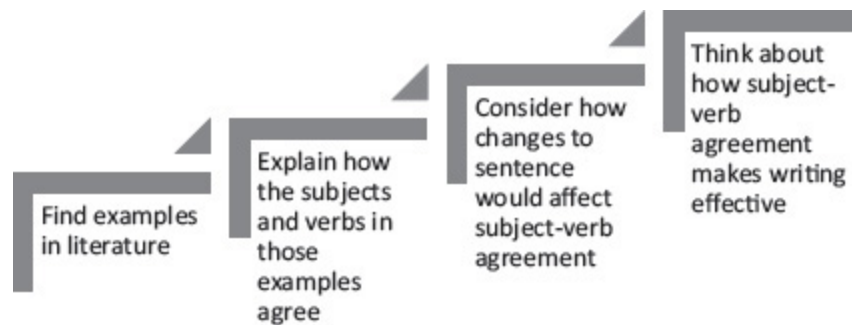 Find examples
in literature
Explain how
the subjects
and verbs in
those
examples
agree
Consider how
changes to
sentence
would affect
subject-verb
agreement
Think about
how subject-
verb
agreement
makes writing
effective